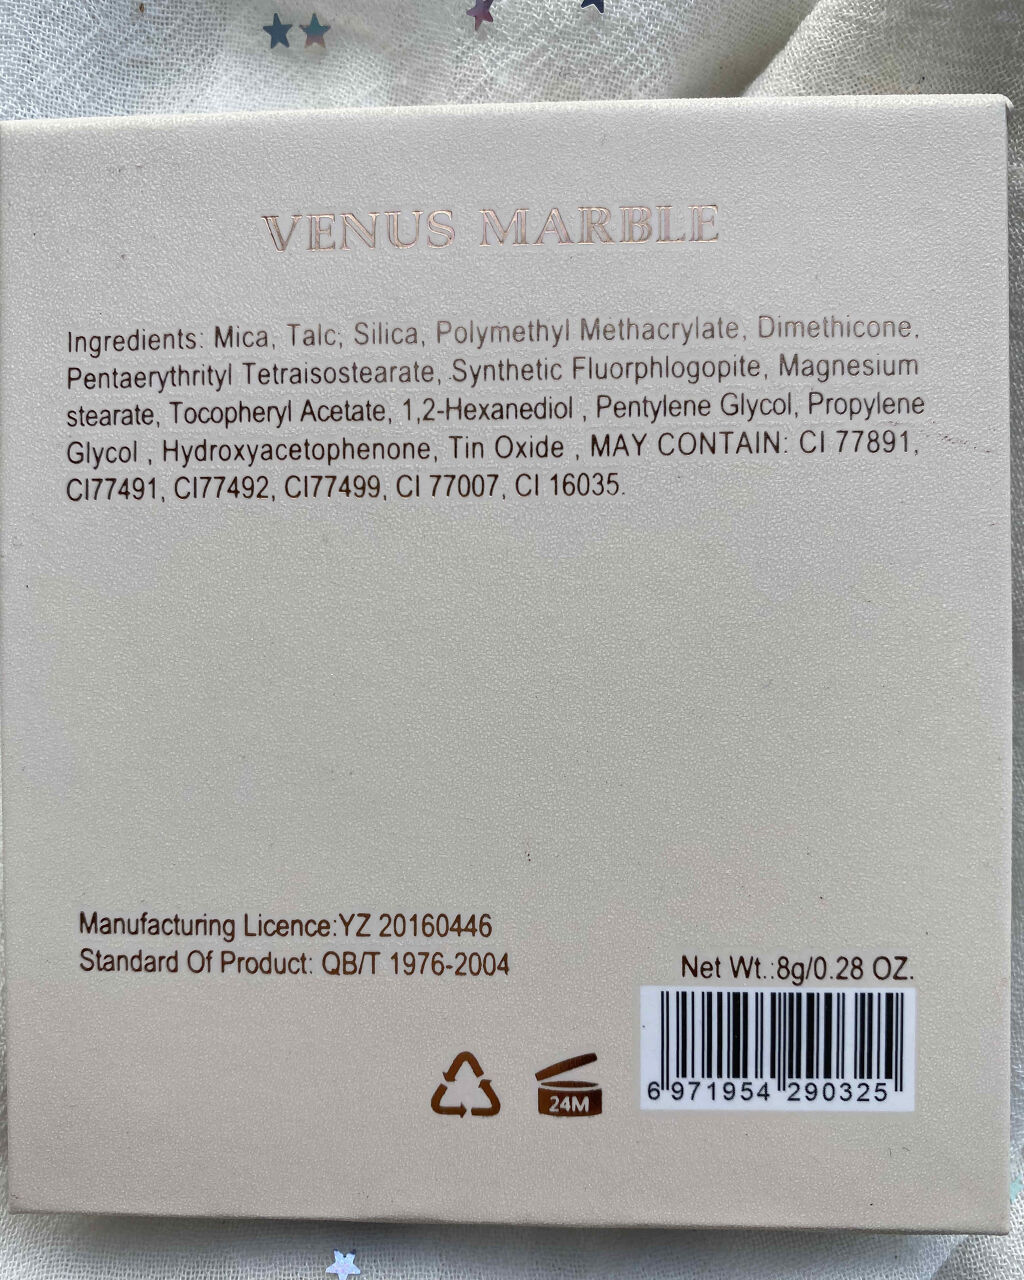 VENUS MARBLE
Ingredients: Mica, Talc, Silica, Polymethyl Methacrylate, Dimethicone,
Pentaerythrityl Tetraisostearate, Synthetic Fluorphlogopite, Magnesium
stearate, Tocopheryl Acetate, 1,2-Hexanediol , Pentylene Glycol, Propylene
Glycol , Hydroxyacetophenone, Tin Oxide , MAY CONTAIN: CI 77891,
CI77491, CI77492, CI77499, CI 77007, CI 16035.
Manufacturing Licence:YZ 20160446
Standard Of Product: QB/T 1976-2004
Net Wt.:8g/0.28 OZ.
24M
6 971954 290325